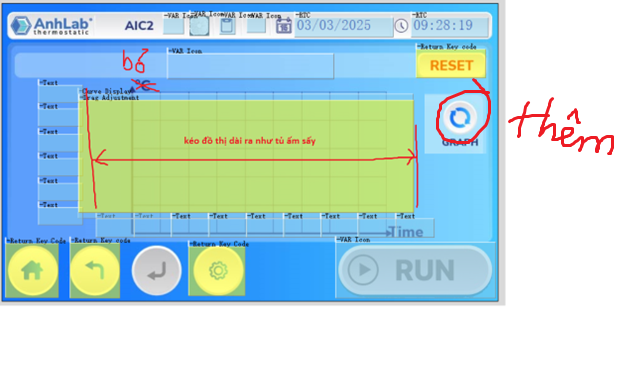 AnhLab®
thermostatic
AIC2
VAR Icon
VAR Icon
VAR Icon
VAR Icon
RTC
03/03/2025
RTC
09:28:19
VAR Icon
Return Key code
RESET
bỏ
°C
Text
Curve Display
Drag Adjustment
Text
Text
Text
Text
Text
kéo đồ thị dài ra như tủ ấm sấy
GRAPH
thêm
Text
Text
Text
Text
Text
Text
Text
Text
Text
Time
Return Key Code
Return Key code
Return Key Code
VAR Icon
RUN